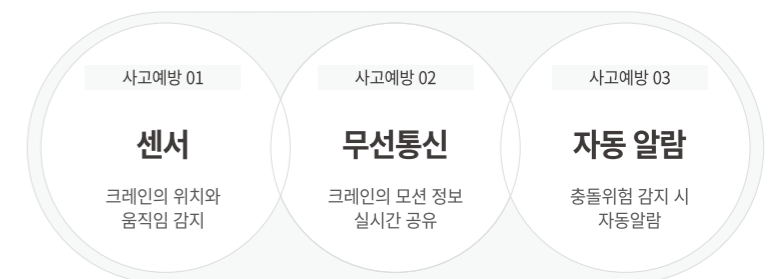 사고예방 01
센서
크레인의 위치와
움직임 감지
사고예방 02
무선통신
크레인의 모션 정보
실시간 공유
사고예방 03
자동 알람
충돌위험 감지 시
자동알람